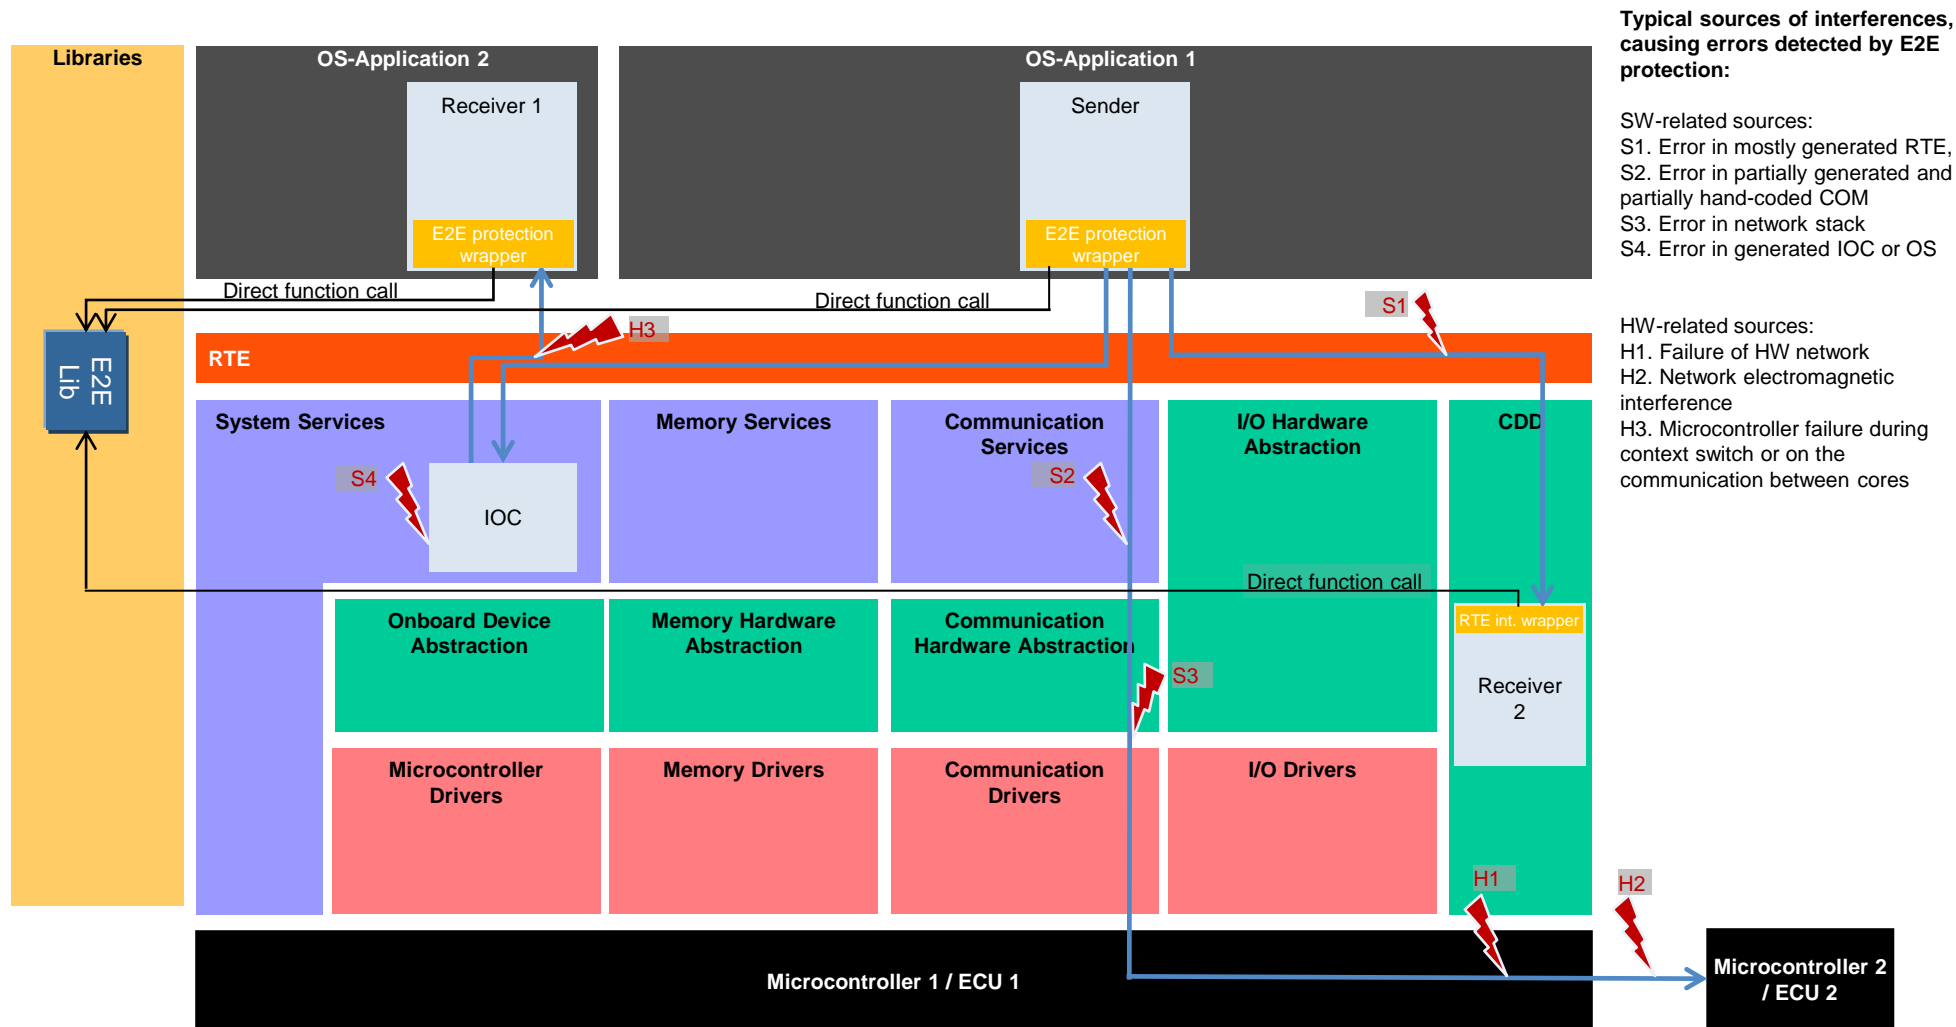 Libraries
OS-Application 2
OS-Application 1
Receiver 1
Sender
E2E protection
wrapper
E2E protection
wrapper
Direct function call
Direct function call
S1
H3
RTE
E2E
Lib
System Services
Memory Services
Communication
Services
I/O Hardware
Abstraction
CDD
S4
IOC
S2
Direct function call
Onboard Device
Abstraction
Memory Hardware
Abstraction
Communication
Hardware Abstraction
RTE int. wrapper
S3
Receiver
2
Microcontroller
Drivers
Memory Drivers
Communication
Drivers
I/O Drivers
H1
H2
Microcontroller 1 / ECU 1
Microcontroller 2
/ ECU 2
Typical sources of interferences,
causing errors detected by E2E
protection:
SW-related sources:
S1. Error in mostly generated RTE,
S2. Error in partially generated and
partially hand-coded COM
S3. Error in network stack
S4. Error in generated IOC or OS
HW-related sources:
H1. Failure of HW network
H2. Network electromagnetic
interference
H3. Microcontroller failure during
context switch or on the
communication between cores